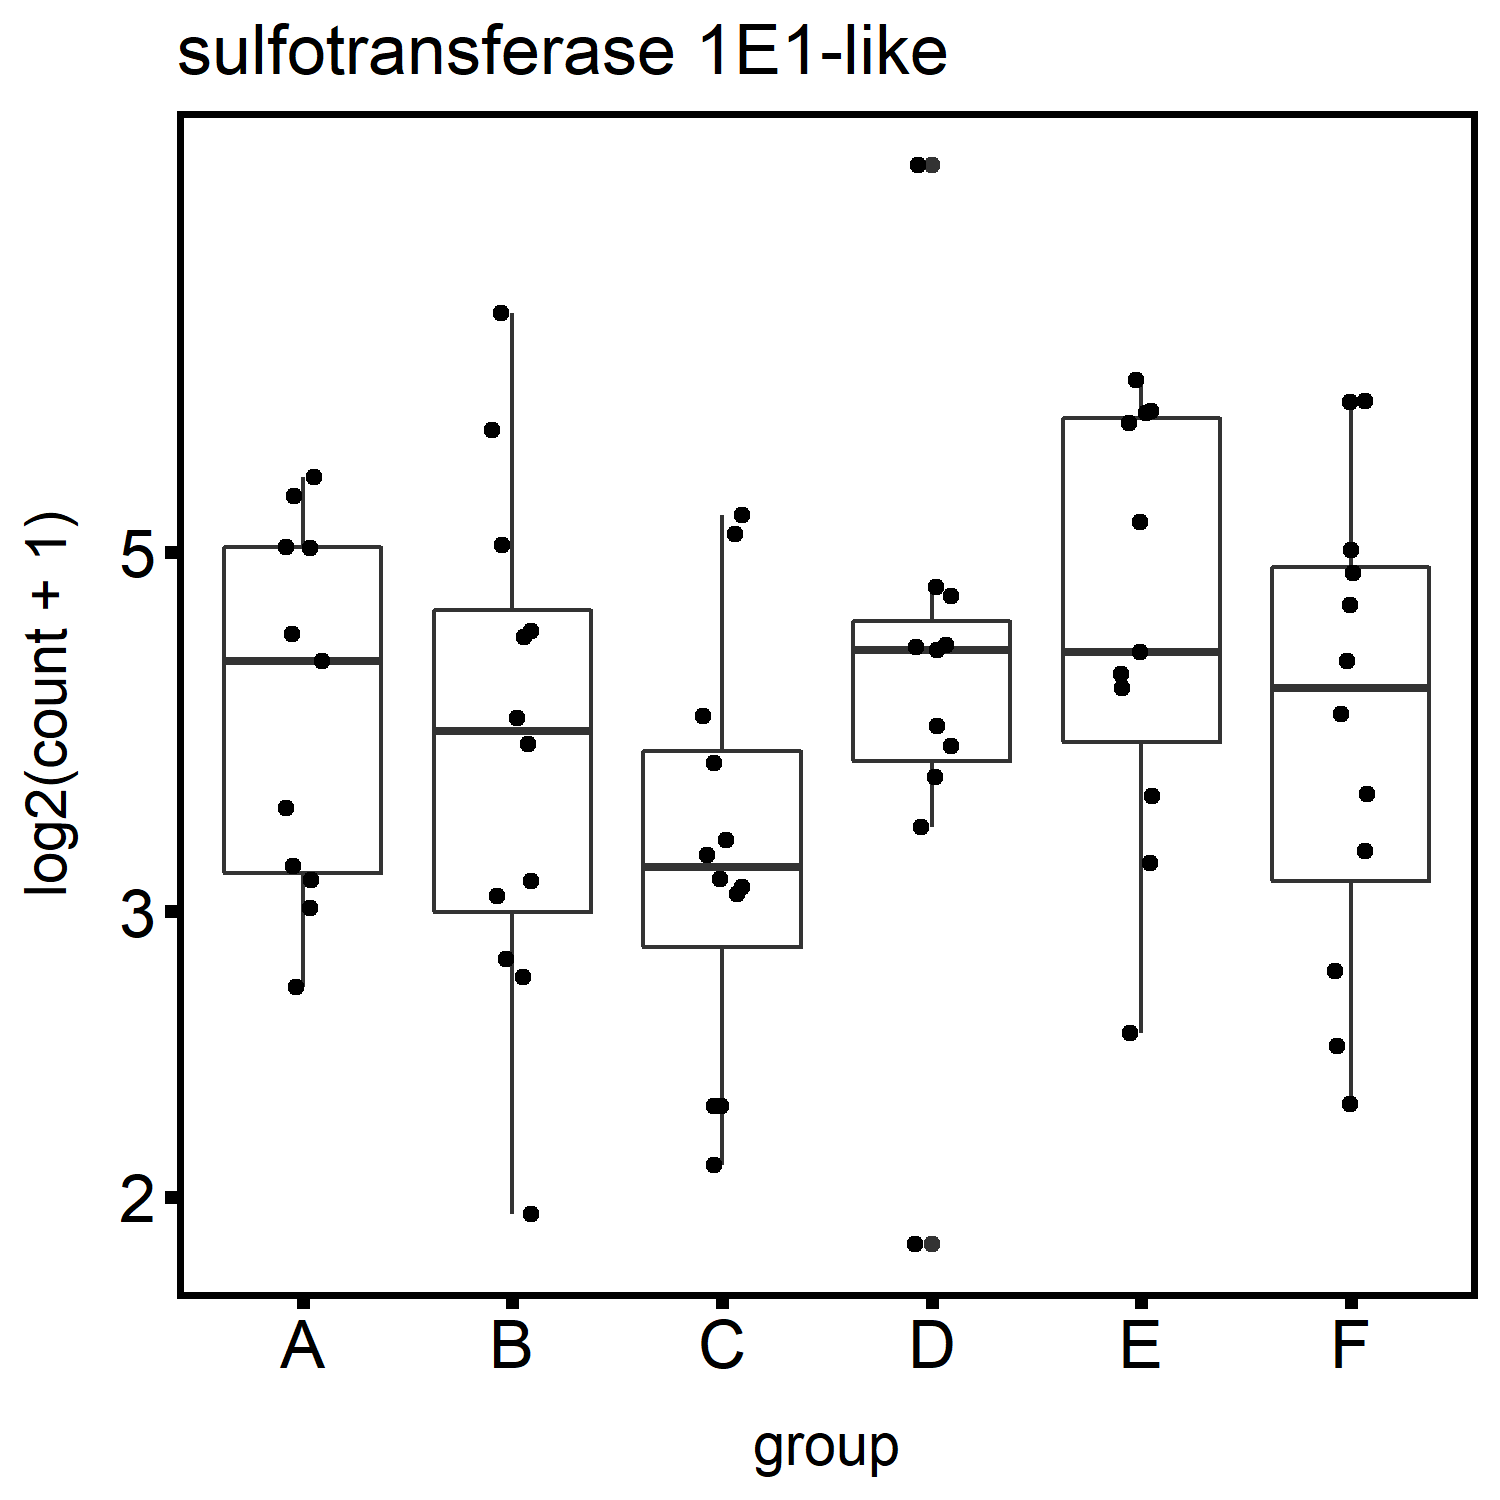 sulfotransferase 1E1-like
log2(count + 1)
5
3
2
A B C D E F
group